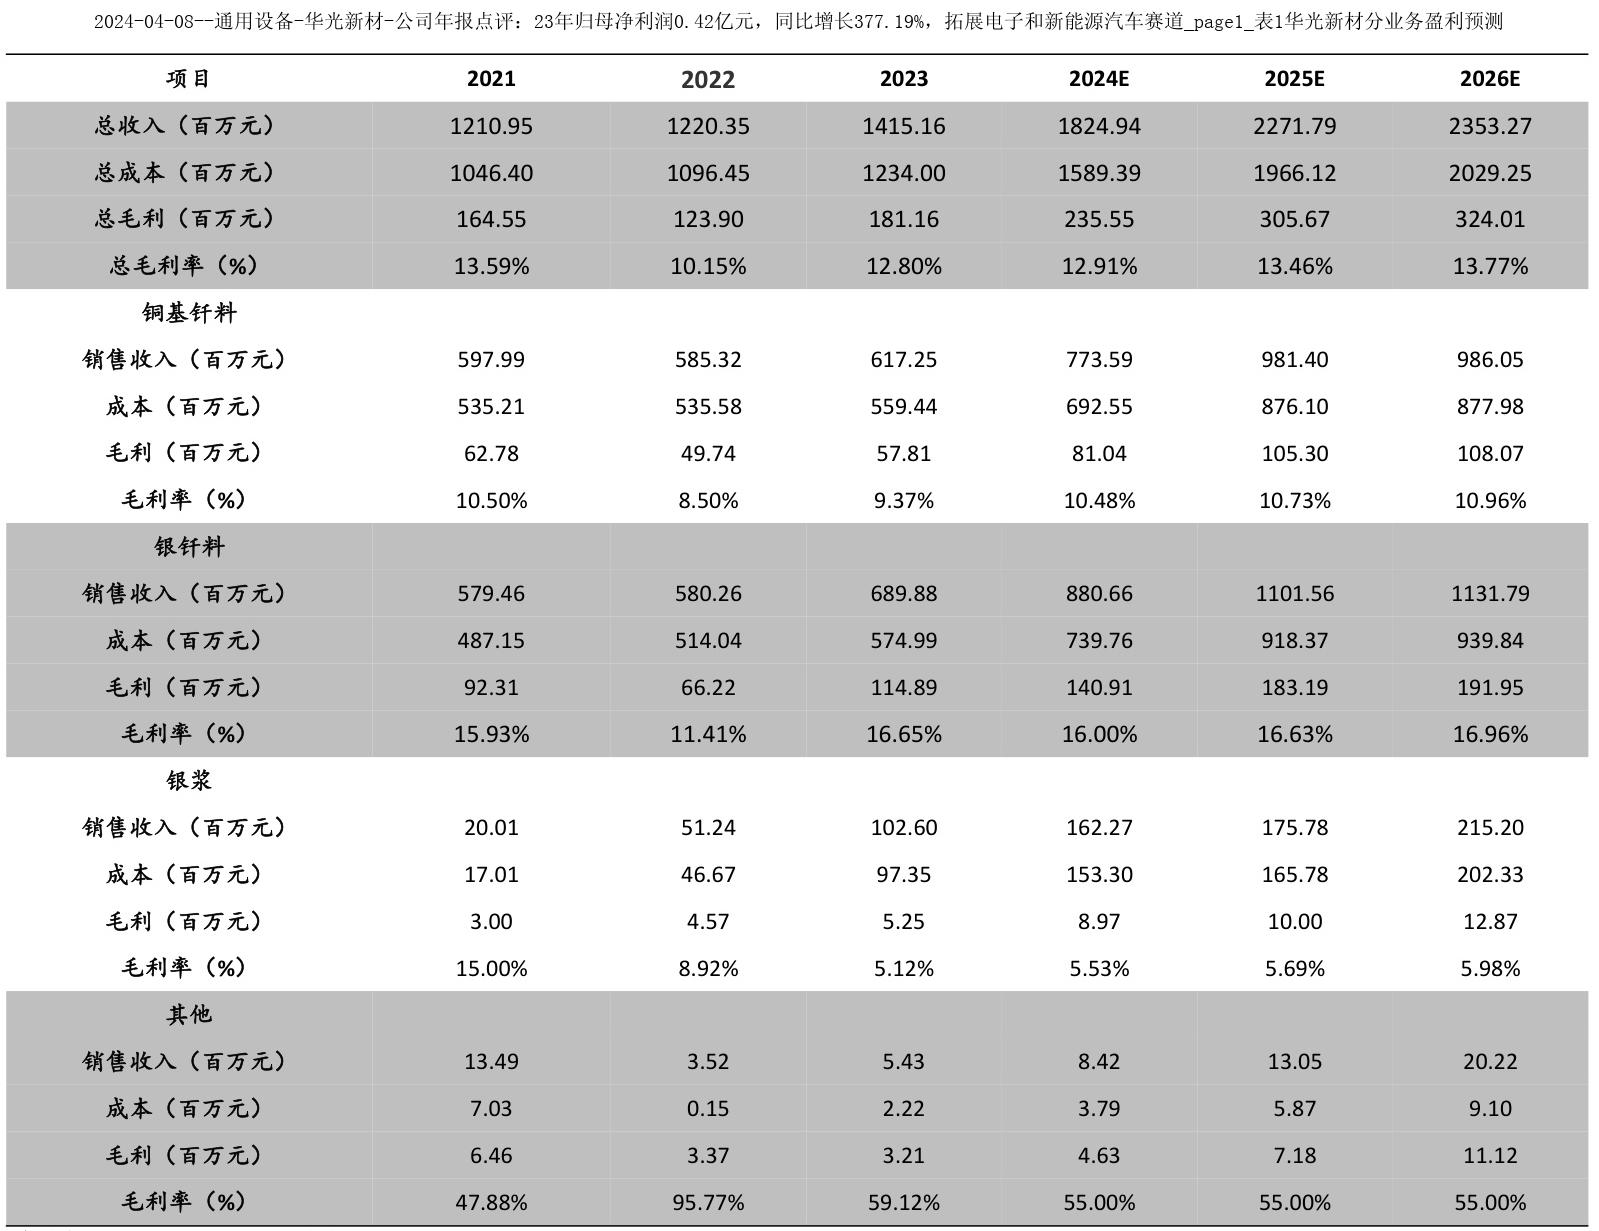 2024-04-08--通用设备-华光新材-公司年报点评：23年归母净利润0.42亿元，同比增长377.19%，拓展电子和新能源汽车赛道_page1_表1华光新材分业务盈利预测
项目 2021 2022 2023 2024E 2025E 2026E
总收入（百万元） 1210.95 1220.35 1415.16 1824.94 2271.79 2353.27
总成本（百万元） 1046.40 1096.45 1234.00 1589.39 1966.12 2029.25
总毛利（百万元） 164.55 123.90 181.16 235.55 305.67 324.01
总毛利率（%） 13.59% 10.15% 12.80% 12.91% 13.46% 13.77%
铜基钎料
销售收入（百万元） 597.99 585.32 617.25 773.59 981.40 986.05
成本（百万元） 535.21 535.58 559.44 692.55 876.10 877.98
毛利（百万元） 62.78 49.74 57.81 81.04 105.30 108.07
毛利率（%） 10.50% 8.50% 9.37% 10.48% 10.73% 10.96%
银钎料
销售收入（百万元） 579.46 580.26 689.88 880.66 1101.56 1131.79
成本（百万元） 487.15 514.04 574.99 739.76 918.37 939.84
毛利（百万元） 92.31 66.22 114.89 140.91 183.19 191.95
毛利率（%） 15.93% 11.41% 16.65% 16.00% 16.63% 16.96%
银浆
销售收入（百万元） 20.01 51.24 102.60 162.27 175.78 215.20
成本（百万元） 17.01 46.67 97.35 153.30 165.78 202.33
毛利（百万元） 3.00 4.57 5.25 8.97 10.00 12.87
毛利率（%） 15.00% 8.92% 5.12% 5.53% 5.69% 5.98%
其他
销售收入（百万元） 13.49 3.52 5.43 8.42 13.05 20.22
成本（百万元） 7.03 0.15 2.22 3.79 5.87 9.10
毛利（百万元） 6.46 3.37 3.21 4.63 7.18 11.12
毛利率（%） 47.88% 95.77% 59.12% 55.00% 55.00% 55.00%